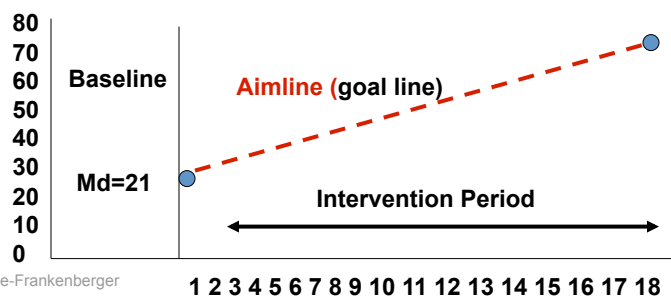 80
70
60
50
40
30
20
10
0
Baseline
Aimline (goal line)
Md=21
Intervention Period
e-Frankenberger
1 2 3 4 5 6 7 8 9 10 11 12 13 14 15 16 17 18